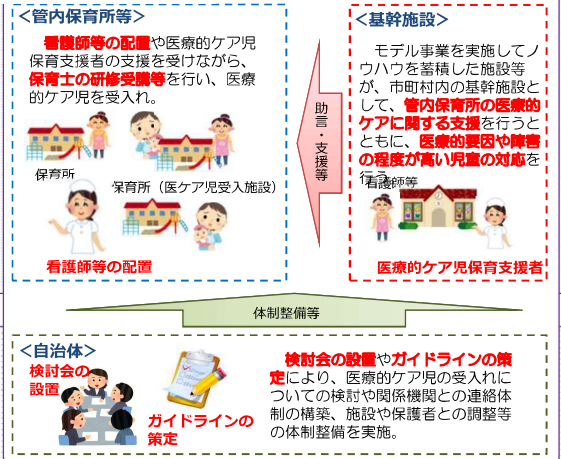 ＜管内保育所等＞
看護師等の配置や医療的ケア児
保育支援者の支援を受けながら、
保育士の研修受講等を行い、医療
的ケア児を受入れ。
保育所
保育所（医ケア児受入施設）
看護師等の配置
助言・支援等
＜基幹施設＞
モデル事業を実施してノ
ウハウを蓄積した施設等
が、市町村内の基幹施設と
して、管内保育所の医療的
ケアに関する支援を行うと
ともに、医療的要因や障害
の程度が高い児童の対応を
行う。
看護師等
医療的ケア児保育支援者
体制整備等
＜自治体＞
検討会の
設置
ガイドラインの
策定
検討会の設置やガイドラインの策
定により、医療的ケア児の受入れに
ついての検討や関係機関との連絡体
制の構築、施設や保護者との調整等
の体制整備を実施。